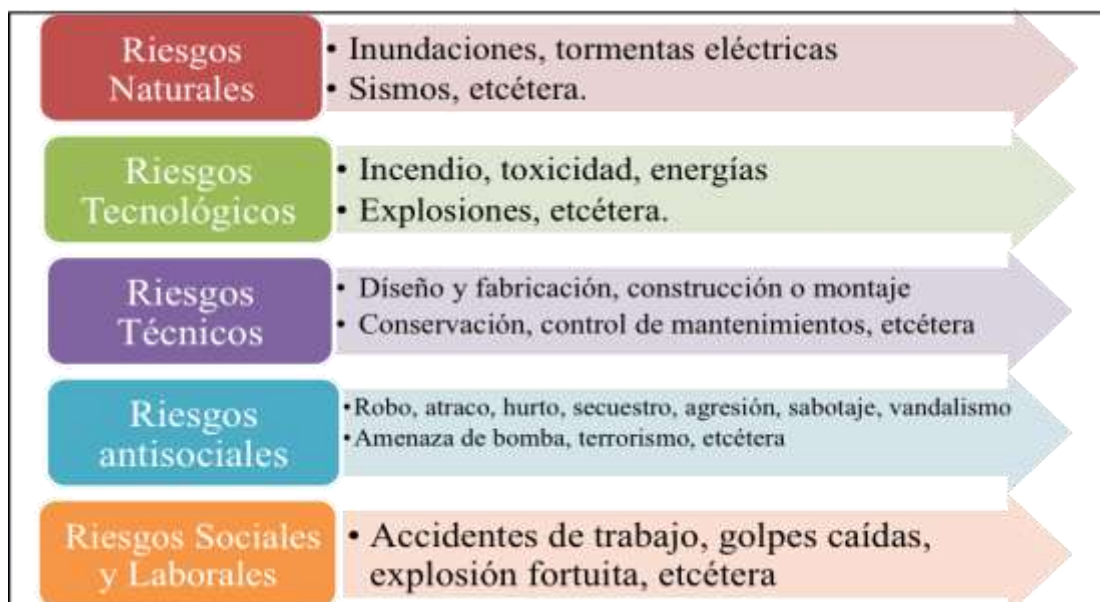 Riesgos
Naturales
• Inundaciones, tormentas eléctricas
• Sismos, etcétera.
Riesgos
Tecnológicos
• Incendio, toxicidad, energías
• Explosiones, etcétera.
Riesgos
Técnicos
• Diseño y fabricación, construcción o montaje
• Conservación, control de mantenimientos, etcétera
Riesgos
antisociales
•Robo, atraco, hurto, secuestro, agresión, sabotaje, vandalismo
•Amenaza de bomba, terrorismo, etcétera
Riesgos Sociales
y Laborales
• Accidentes de trabajo, golpes caídas,
explosión fortuita, etcétera